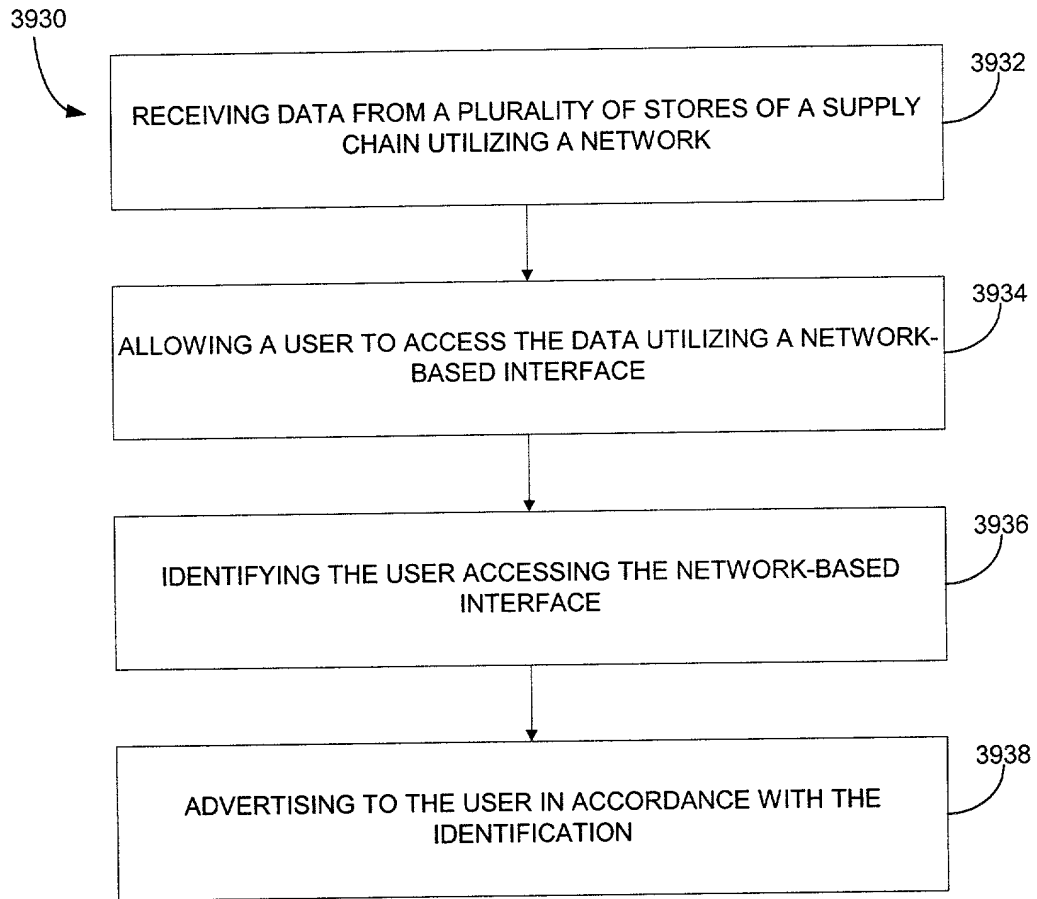 3930
3932
RECEIVING DATA FROM A PLURALITY OF STORES OF A SUPPLY
CHAIN UTILIZING A NETWORK
3934
ALLOWING A USER TO ACCESS THE DATA UTILIZING A NETWORK-
BASED INTERFACE
3936
IDENTIFYING THE USER ACCESSING THE NETWORK-BASED
INTERFACE
3938
ADVERTISING TO THE USER IN ACCORDANCE WITH THE
IDENTIFICATION